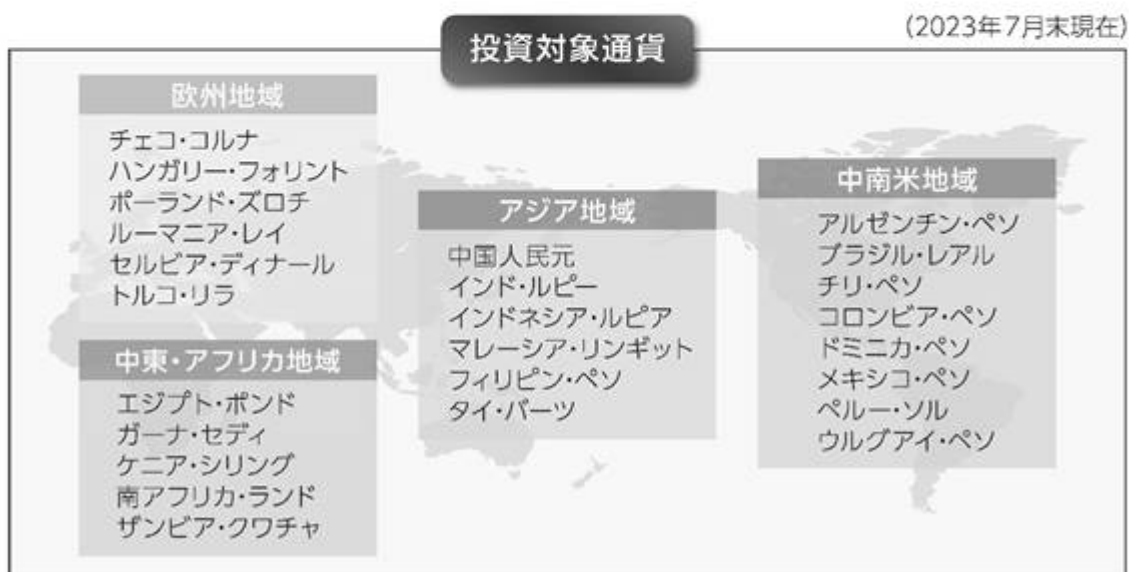 (2023年7月末現在)
投資対象通貨
欧州地域
チェコ・コルナ
ハンガリー・フォリント
ポーランド・ズロチ
ルーマニア・レイ
セルビア・ディナール
トルコ・リラ
中東・アフリカ地域
エジプト・ポンド
ガーナ・セディ
ケニア・シリング
南アフリカ・ランド
ザンビア・クワチャ
アジア地域
中国人民元
インド・ルピー
インドネシア・ルピア
マレーシア・リンギット
フィリピン・ペソ
タイ・バーツ
中南米地域
アルゼンチン・ペソ
ブラジル・レアル
チリ・ペソ
コロンビア・ペソ
ドミニカ・ペソ
メキシコ・ペソ
ペルー・ソル
ウルグアイ・ペソ